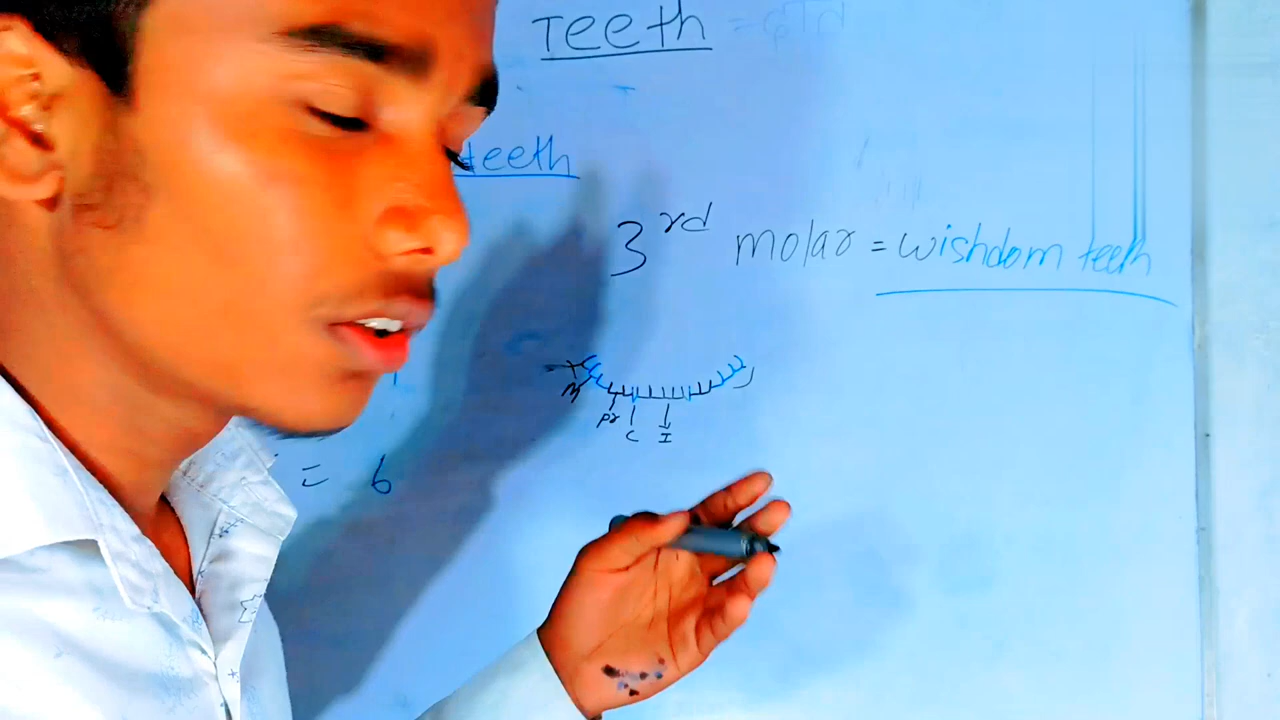 Teeth = दाँत
teeth
3rd molar = wishdom teeth
M
Pr
C I
= 6